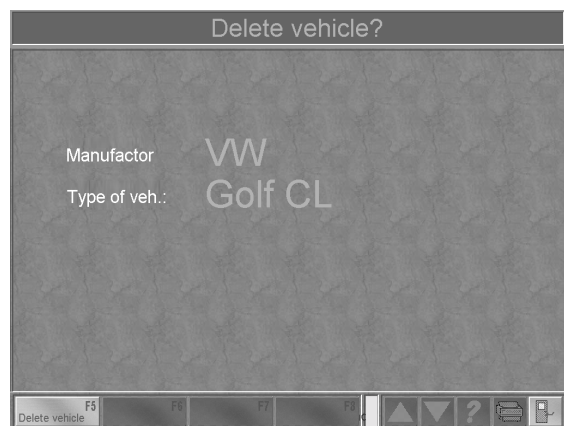 Delete vehicle?
Manufactor VW
Type of veh.: Golf CL
F5 F6 F7 F8
Delete vehicle ?